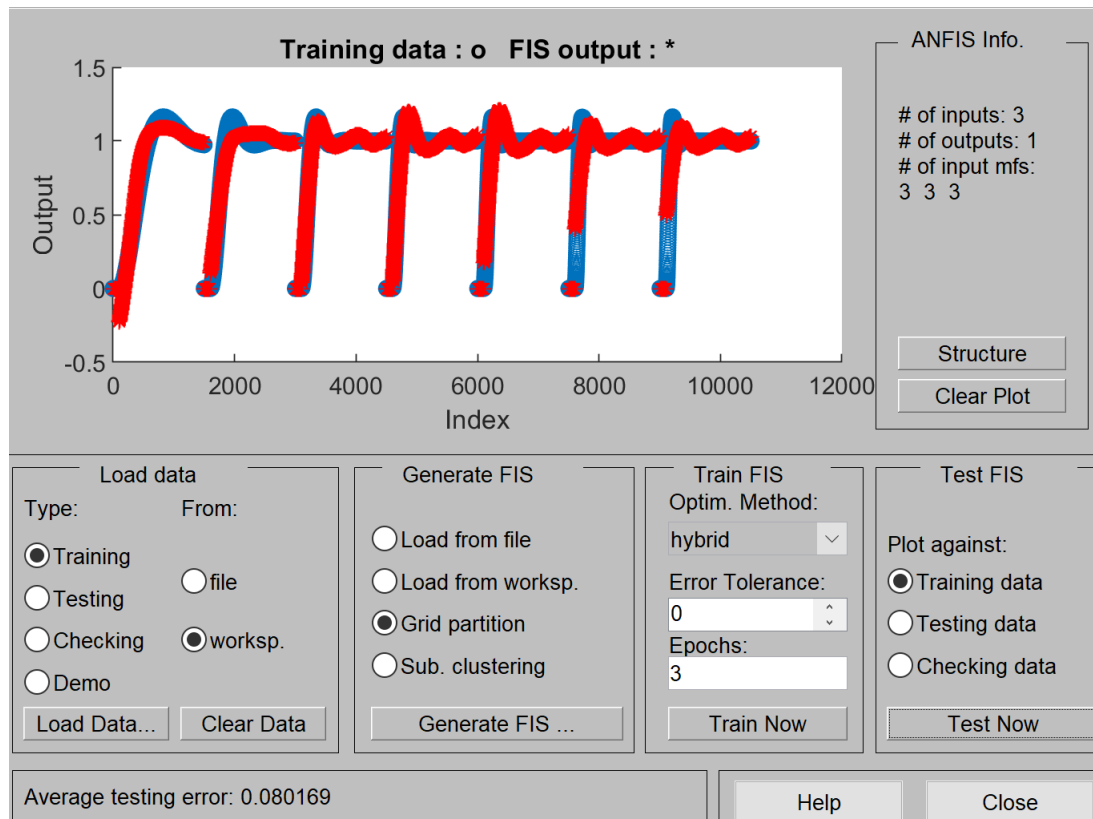 Training data : o   FIS output : *
1.5
1
0.5
0
-0.5
Output
0
2000
4000
6000
8000
10000
12000
Index
ANFIS Info.
# of inputs: 3
# of outputs: 1
# of input mfs:
3  3  3
Structure
Clear Plot
Load data
Type:
From:
Training
Testing
Checking
Demo
file
worksp.
Load Data...
Clear Data
Generate FIS
Load from file
Load from worksp.
Grid partition
Sub. clustering
Generate FIS ...
Train FIS
Optim. Method:
hybrid
Error Tolerance:
0
Epochs:
3
Train Now
Test FIS
Plot against:
Training data
Testing data
Checking data
Test Now
Average testing error: 0.080169
Help
Close